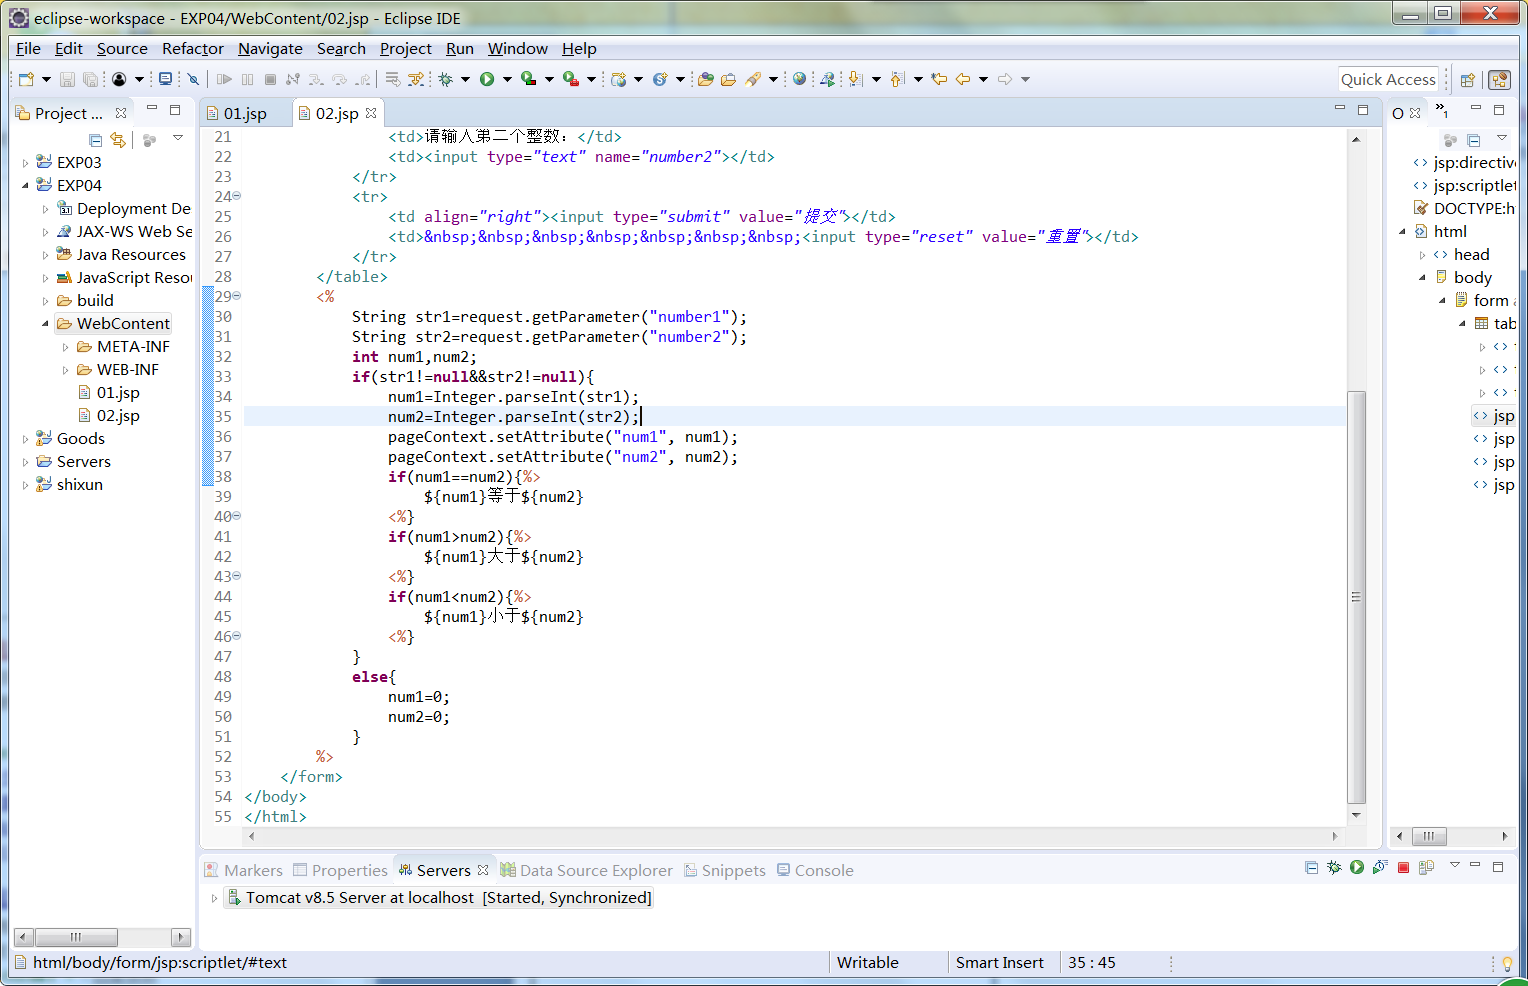 eclipse-workspace - EXP04/WebContent/02.jsp - Eclipse IDE
File Edit Source Refactor Navigate Search Project Run Window Help
Quick Access
Project ...
01.jsp
02.jsp
EXP03
EXP04
Deployment De
JAX-WS Web Se
Java Resources
JavaScript Resou
build
WebContent
META-INF
WEB-INF
01.jsp
02.jsp
Goods
Servers
shixun
21 <td>请输入第二个整数：</td>
22 <td><input type="text" name="number2"></td>
23 </tr>
24 <tr>
25 <td align="right"><input type="submit" value="提交"></td>
26 <td>&nbsp;&nbsp;&nbsp;&nbsp;&nbsp;&nbsp;&nbsp;<input type="reset" value="重置"></td>
27 </tr>
28 </table>
29 <%
30 String str1=request.getParameter("number1");
31 String str2=request.getParameter("number2");
32 int num1,num2;
33 if(str1!=null&&str2!=null){
34 num1=Integer.parseInt(str1);
35 num2=Integer.parseInt(str2);
36 pageContext.setAttribute("num1", num1);
37 pageContext.setAttribute("num2", num2);
38 if(num1==num2){%>
39 ${num1}等于${num2}
40 <%}
41 if(num1>num2){%>
42 ${num1}大于${num2}
43 <%}
44 if(num1<num2){%>
45 ${num1}小于${num2}
46 <%}
47 }
48 else{
49 num1=0;
50 num2=0;
51 }
52 %>
53 </form>
54 </body>
55 </html>
O
1
jsp:directive
jsp:scriptlet
DOCTYPE:h
html
head
body
form
tab
jsp
jsp
jsp
jsp
Markers Properties Servers Data Source Explorer Snippets Console
Tomcat v8.5 Server at localhost [Started, Synchronized]
html/body/form/jsp:scriptlet/#text
Writable
Smart Insert
35 : 45